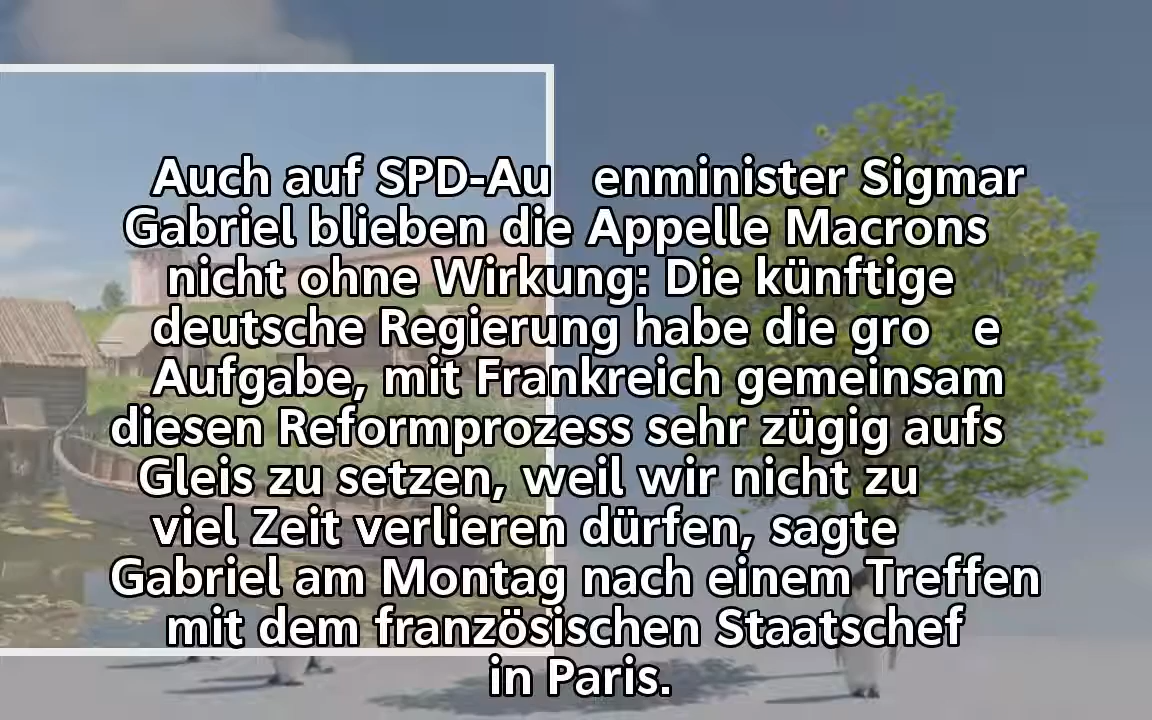 Auch auf SPD-Au enminister Sigmar
Gabriel blieben die Appelle Macrons
nicht ohne Wirkung: Die künftige
deutsche Regierung habe die gro e
Aufgabe, mit Frankreich gemeinsam
diesen Reformprozess sehr zügig aufs
Gleis zu setzen, weil wir nicht zu
viel Zeit verlieren dürfen, sagte
Gabriel am Montag nach einem Treffen
mit dem französischen Staatschef
in Paris.